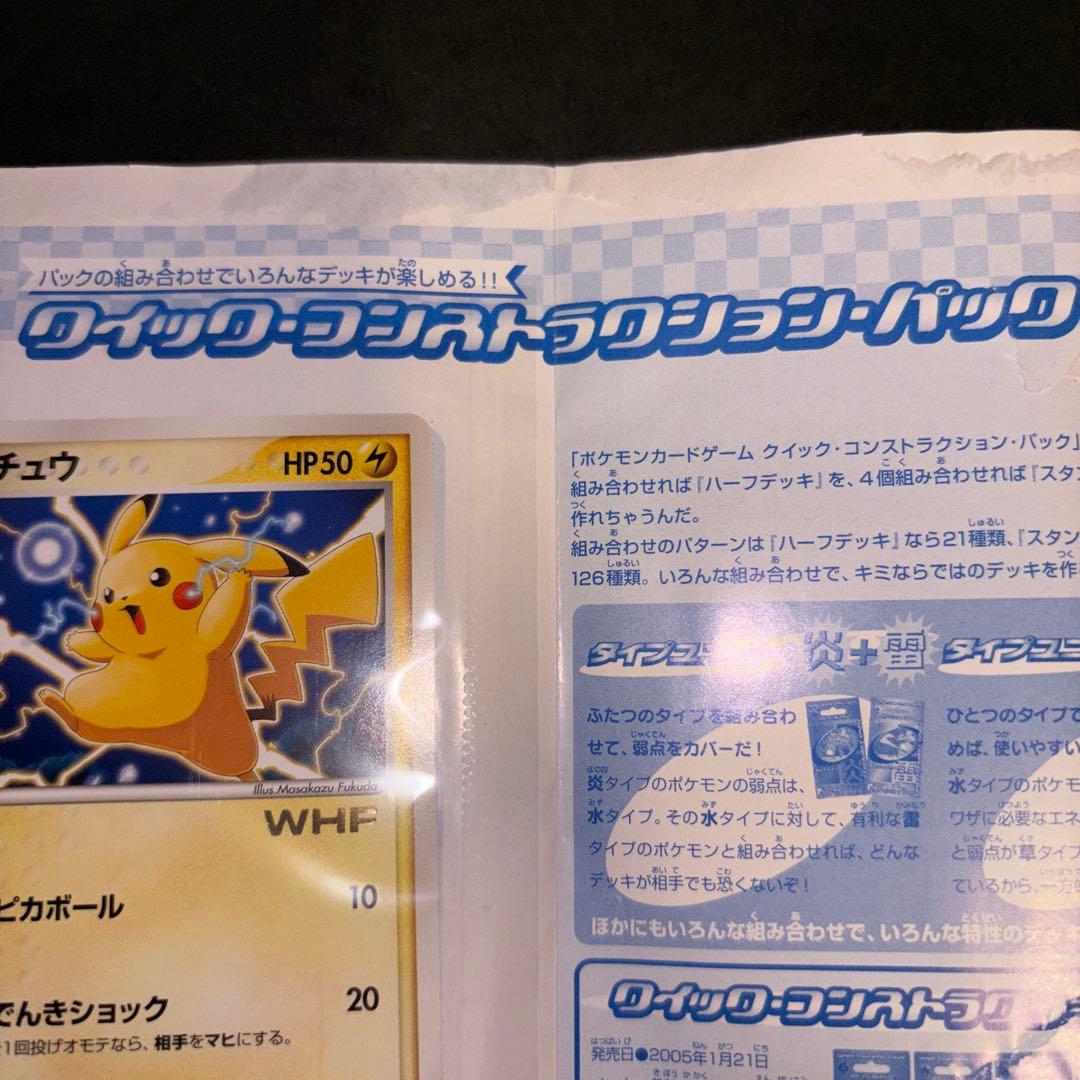 パックの組み合わせでいろんなデッキが楽しめる!!
クイック・コンストラクション・パック
チュウ HP50
Illus.Masakazu Fukuda
WHF
ピカボール 10
でんきショック 20
1回投げオモテなら、相手をマヒにする。
「ポケモンカードゲーム クイック・コンストラクション・パック」
組み合わせれば『ハーフデッキ』を、4個組み合わせれば『スタン
作れちゃうんだ。
組み合わせのパターンは『ハーフデッキ』なら21種類、『スタン
126種類。いろんな組み合わせで、キミならではのデッキを作
タイプユ 炎+雷
ふたつのタイプを組み合わ
せて、弱点をカバーだ!
炎タイプのポケモンの弱点は、
水タイプ。その水タイプに対して、有利な雷
タイプのポケモンと組み合わせれば、どんな
デッキが相手でも恐くないぞ!
タイプユニ
ひとつのタイプで
めば、使いやすい
水タイプのポケモ
ワザに必要なエネ
と弱点が草タイプ
ているから、一方的
ほかにもいろんな組み合わせで、いろんな特性のデッキ
クイック・コンストラク
発売日●2005年1月21日